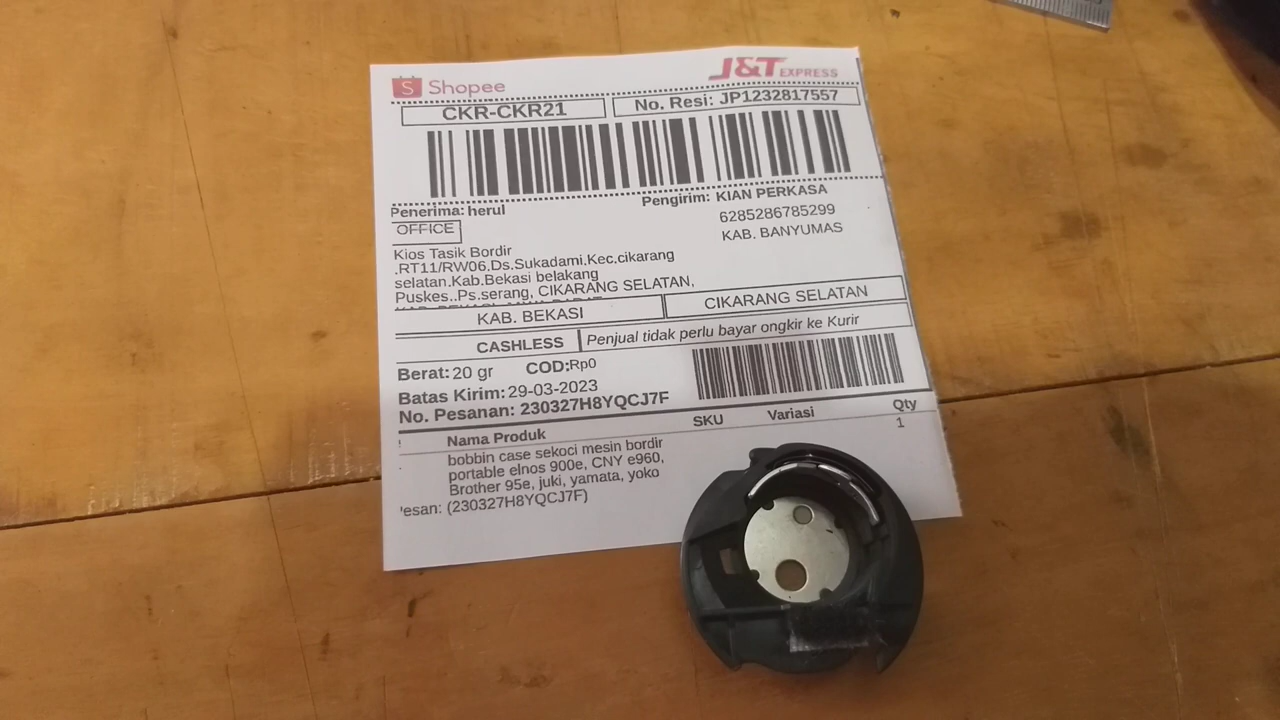 S Shopee
J&T EXPRESS
CKR-CKR21
No. Resi: JP1232817557
Penerima: herul
Pengirim: KIAN PERKASA
OFFICE
6285286785299
KAB. BANYUMAS
Kios Tasik Bordir
.RT11/RW06.Ds.Sukadami.Kec.cikarang
selatan.Kab.Bekasi belakang
Puskes..Ps.serang, CIKARANG SELATAN,
KAB. BEKASI
CIKARANG SELATAN
CASHLESS
Penjual tidak perlu bayar ongkir ke Kurir
Berat: 20 gr
COD:Rp0
Batas Kirim: 29-03-2023
No. Pesanan: 230327H8YQCJ7F
Nama Produk
SKU
Variasi
Qty
bobbin case sekoci mesin bordir
1
portable elnos 900e, CNY e960,
Brother 95e, juki, yamata, yoko
esan: (230327H8YQCJ7F)